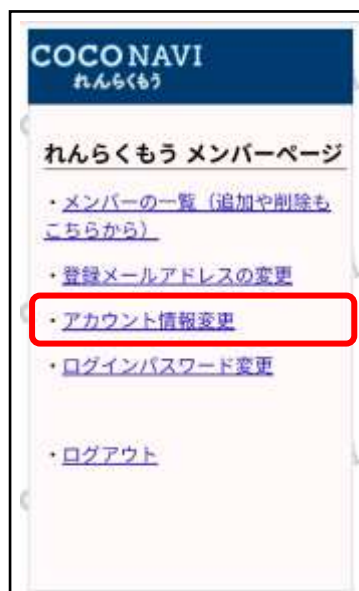 COCO NAVI
れんらくもう
れんらくもう メンバーページ
・メンバーの一覧（追加や削除も
こちらから）
・登録メールアドレスの変更
・アカウント情報変更
・ログインパスワード変更
・ログアウト